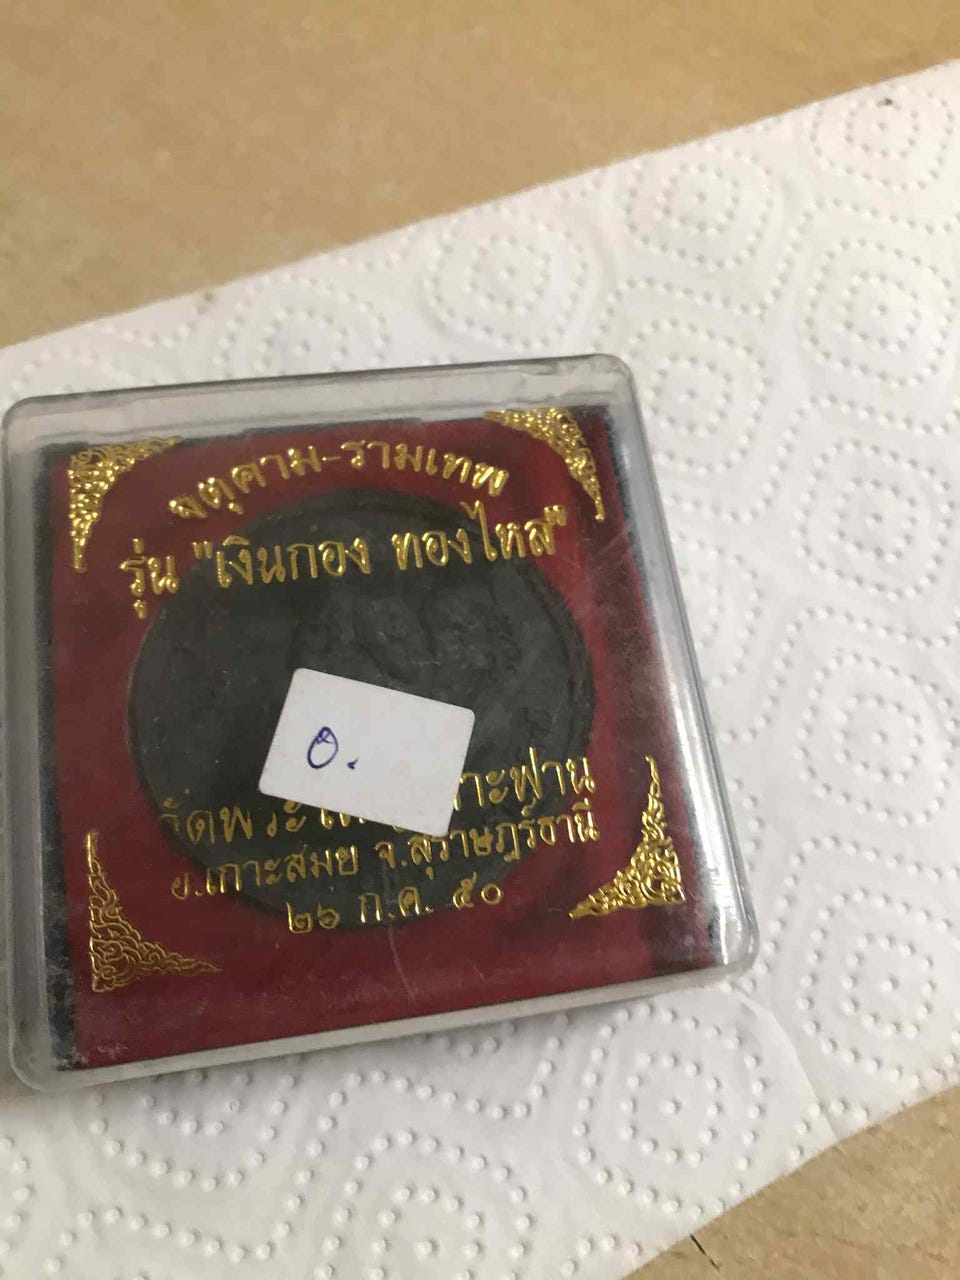 จตุคาม-รามเทพ
รุ่น "เงินกอง ทองไหล"
อ.เกาะสมุย จ.สุราษฎร์ธานี
๒๖ ก.ค. ๕๐